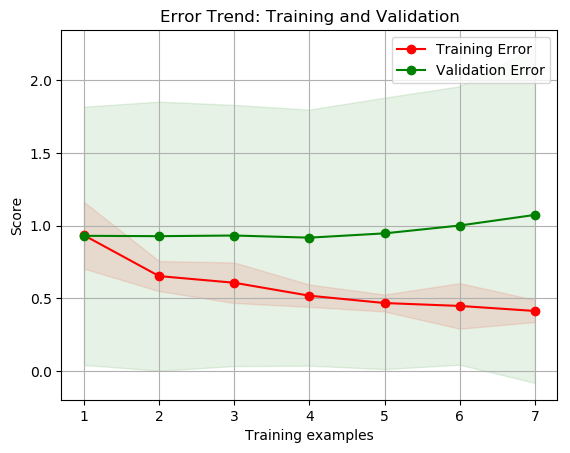 Error Trend: Training and Validation
Training Error
Validation Error
2.0
1.5
1.0
0.5
0.0
Score
1 2 3 4 5 6 7
Training examples